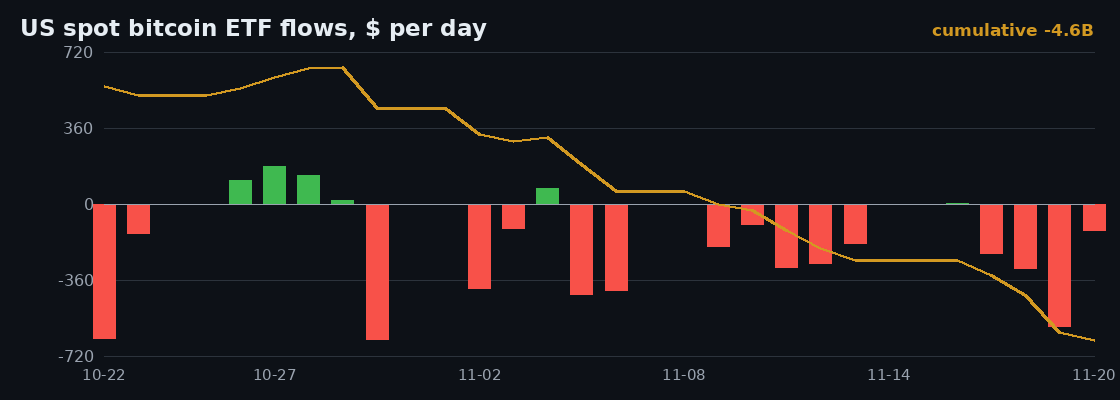 US spot bitcoin ETF flows, $ per day
cumulative -4.6B
720
360
0
-360
-720
10-22 10-27 11-02 11-08 11-14 11-20